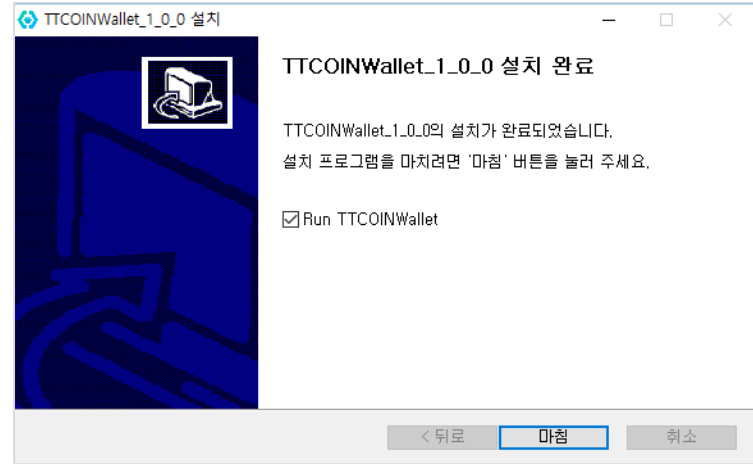 TTCOINWallet_1_0_0 설치
TTCOINWallet_1_0_0 설치 완료
TTCOINWallet_1_0_0의 설치가 완료되었습니다.
설치 프로그램을 마치려면 '마침' 버튼을 눌러 주세요.
Run TTCOINWallet
< 뒤로 마침 취소